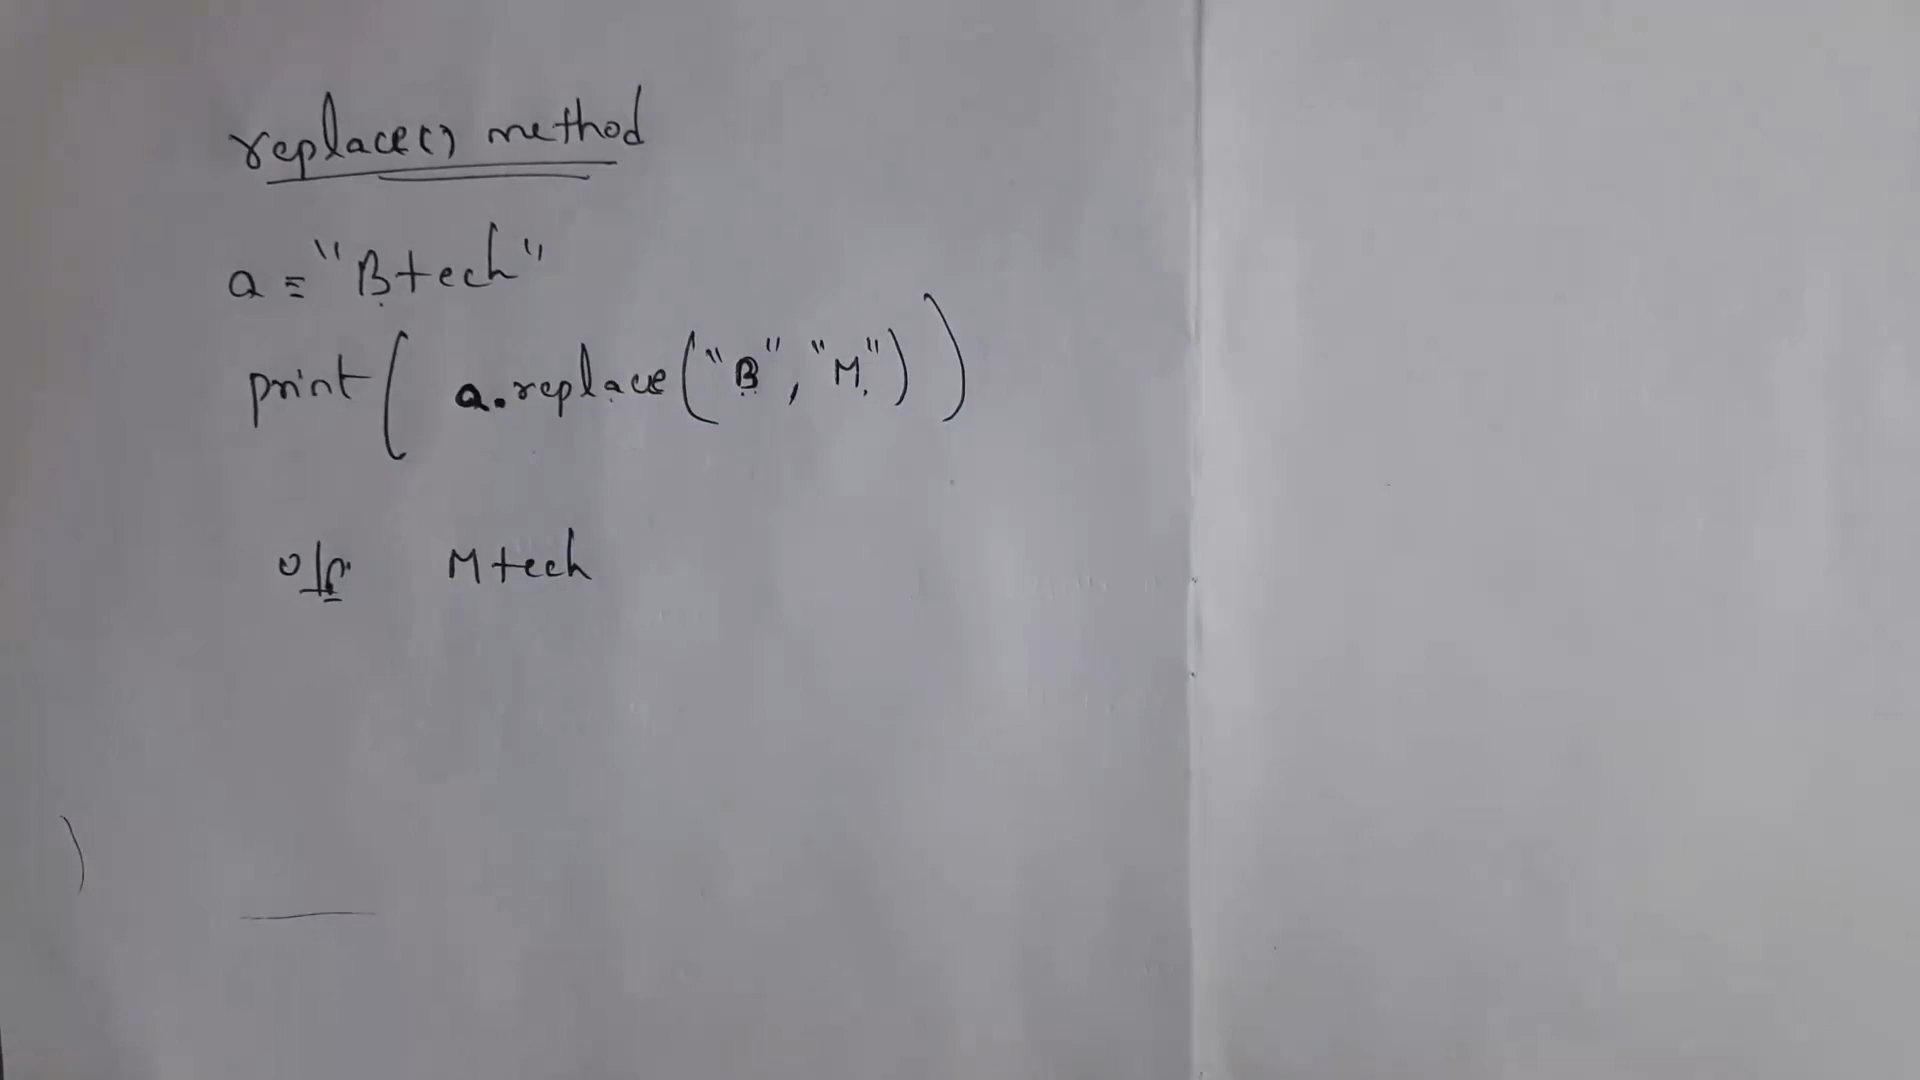 replace() method
a = "Btech"
print( a.replace("B", "M") )
o/p Mtech